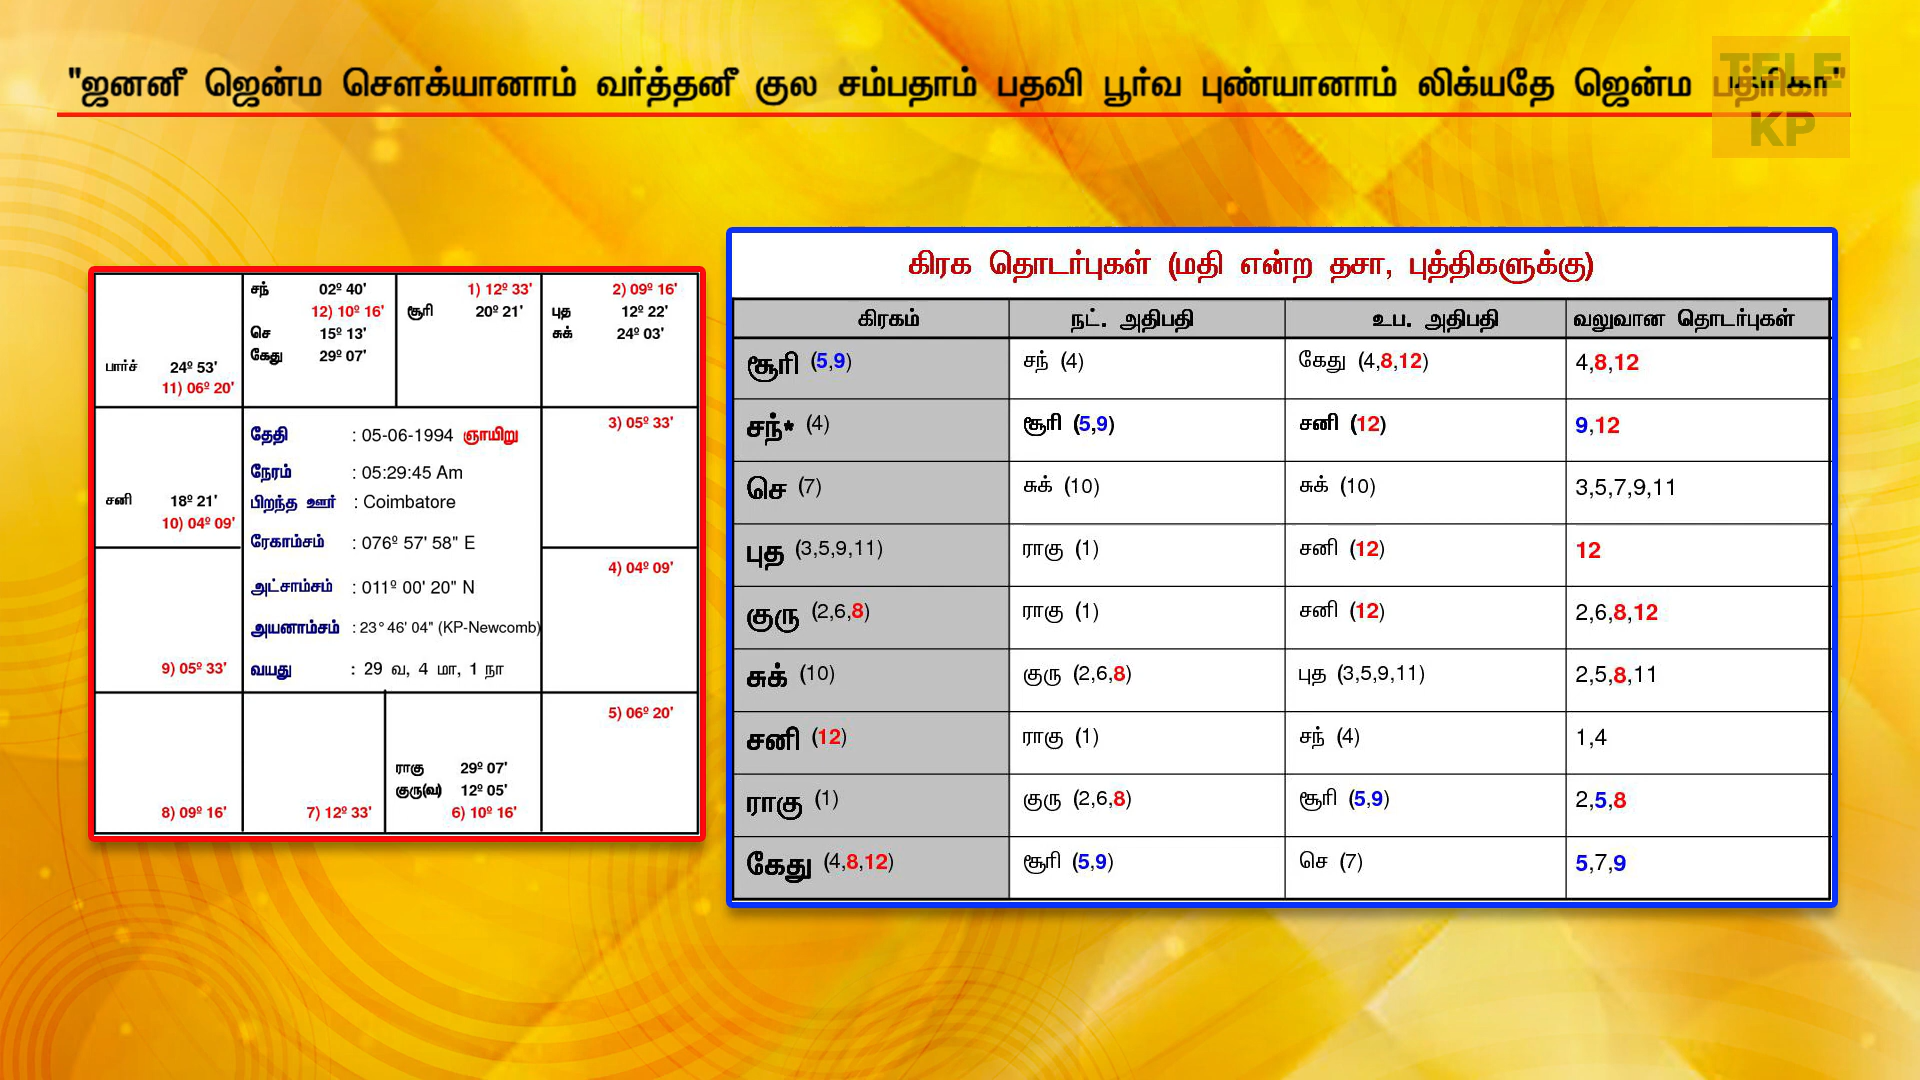 "ஜனனீ ஜென்ம சௌக்யானாம் வர்த்தனீ குல சம்பதாம் பதவி பூர்வ புண்யானாம் லிக்யதே ஜென்ம பத்ரிகா"
TELE
KP
சந் 02º 40'
12) 10º 16'
செ 15º 13'
கேது 29º 07'
1) 12º 33'
சூரி 20º 21'
2) 09º 16'
புத 12º 22'
சுக் 24º 03'
பார்ச் 24º 53'
11) 06º 20'
3) 05º 33'
சனி 18º 21'
10) 04º 09'
தேதி : 05-06-1994 ஞாயிறு
நேரம் : 05:29:45 Am
பிறந்த ஊர் : Coimbatore
ரேகாம்சம் : 076º 57' 58" E
அட்சாம்சம் : 011º 00' 20" N
அயனாம்சம் : 23° 46' 04" (KP-Newcomb)
வயது : 29 வ, 4 மா, 1 நா
4) 04º 09'
9) 05º 33'
5) 06º 20'
ராகு 29º 07'
குரு(வ) 12º 05'
8) 09º 16'
7) 12º 33'
6) 10º 16'
கிரக தொடர்புகள் (மதி என்ற தசா, புத்திகளுக்கு)
கிரகம் நட். அதிபதி உப. அதிபதி வலுவான தொடர்புகள்
சூரி (5,9) சந் (4) கேது (4,8,12) 4,8,12
சந்* (4) சூரி (5,9) சனி (12) 9,12
செ (7) சுக் (10) சுக் (10) 3,5,7,9,11
புத (3,5,9,11) ராகு (1) சனி (12) 12
குரு (2,6,8) ராகு (1) சனி (12) 2,6,8,12
சுக் (10) குரு (2,6,8) புத (3,5,9,11) 2,5,8,11
சனி (12) ராகு (1) சந் (4) 1,4
ராகு (1) குரு (2,6,8) சூரி (5,9) 2,5,8
கேது (4,8,12) சூரி (5,9) செ (7) 5,7,9